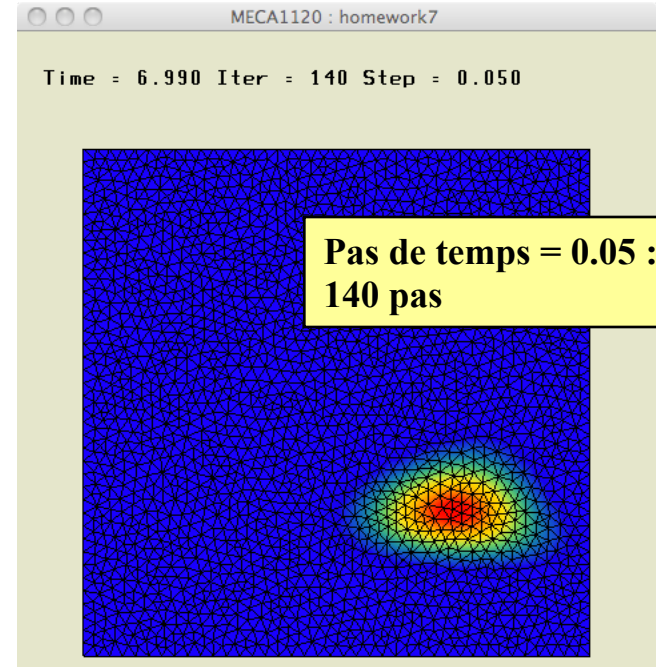 MECA1120 : homework7
Time = 6.990 Iter = 140 Step = 0.050
Pas de temps = 0.05 :
140 pas